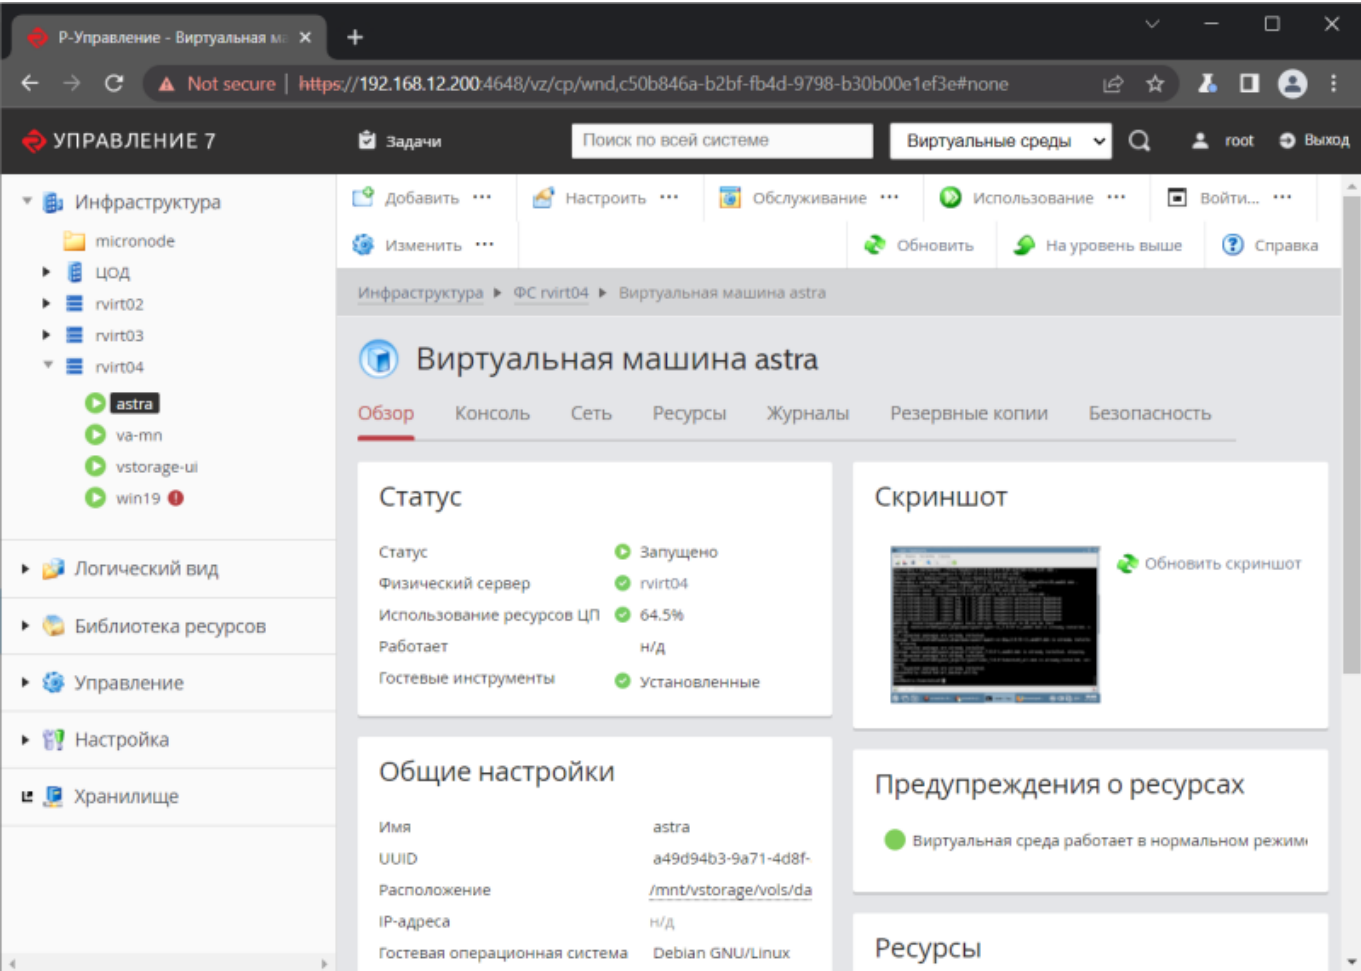 Р-Управление - Виртуальная ма
Not secure | https://192.168.12.200:4648/vz/cp/wnd,c50b846a-b2bf-fb4d-9798-b30b00e1ef3e#none
УПРАВЛЕНИЕ 7
Задачи
Поиск по всей системе
Виртуальные среды
root
Выход
Инфраструктура
micronode
ЦОД
rvirt02
rvirt03
rvirt04
astra
va-mn
vstorage-ui
win19
Логический вид
Библиотека ресурсов
Управление
Настройка
Хранилище
Добавить ...
Настроить ...
Обслуживание ...
Использование ...
Войти... ...
Изменить ...
Обновить
На уровень выше
Справка
Инфраструктура ФС rvirt04 Виртуальная машина astra
Виртуальная машина astra
Обзор Консоль Сеть Ресурсы Журналы Резервные копии Безопасность
Статус
Статус Запущено
Физический сервер rvirt04
Использование ресурсов ЦП 64.5%
Работает н/д
Гостевые инструменты Установленные
Общие настройки
Имя astra
UUID a49d94b3-9a71-4d8f-
Расположение /mnt/vstorage/vols/da
IP-адреса н/д
Гостевая операционная система Debian GNU/Linux
Скриншот
Обновить скриншот
Предупреждения о ресурсах
Виртуальная среда работает в нормальном режиме
Ресурсы